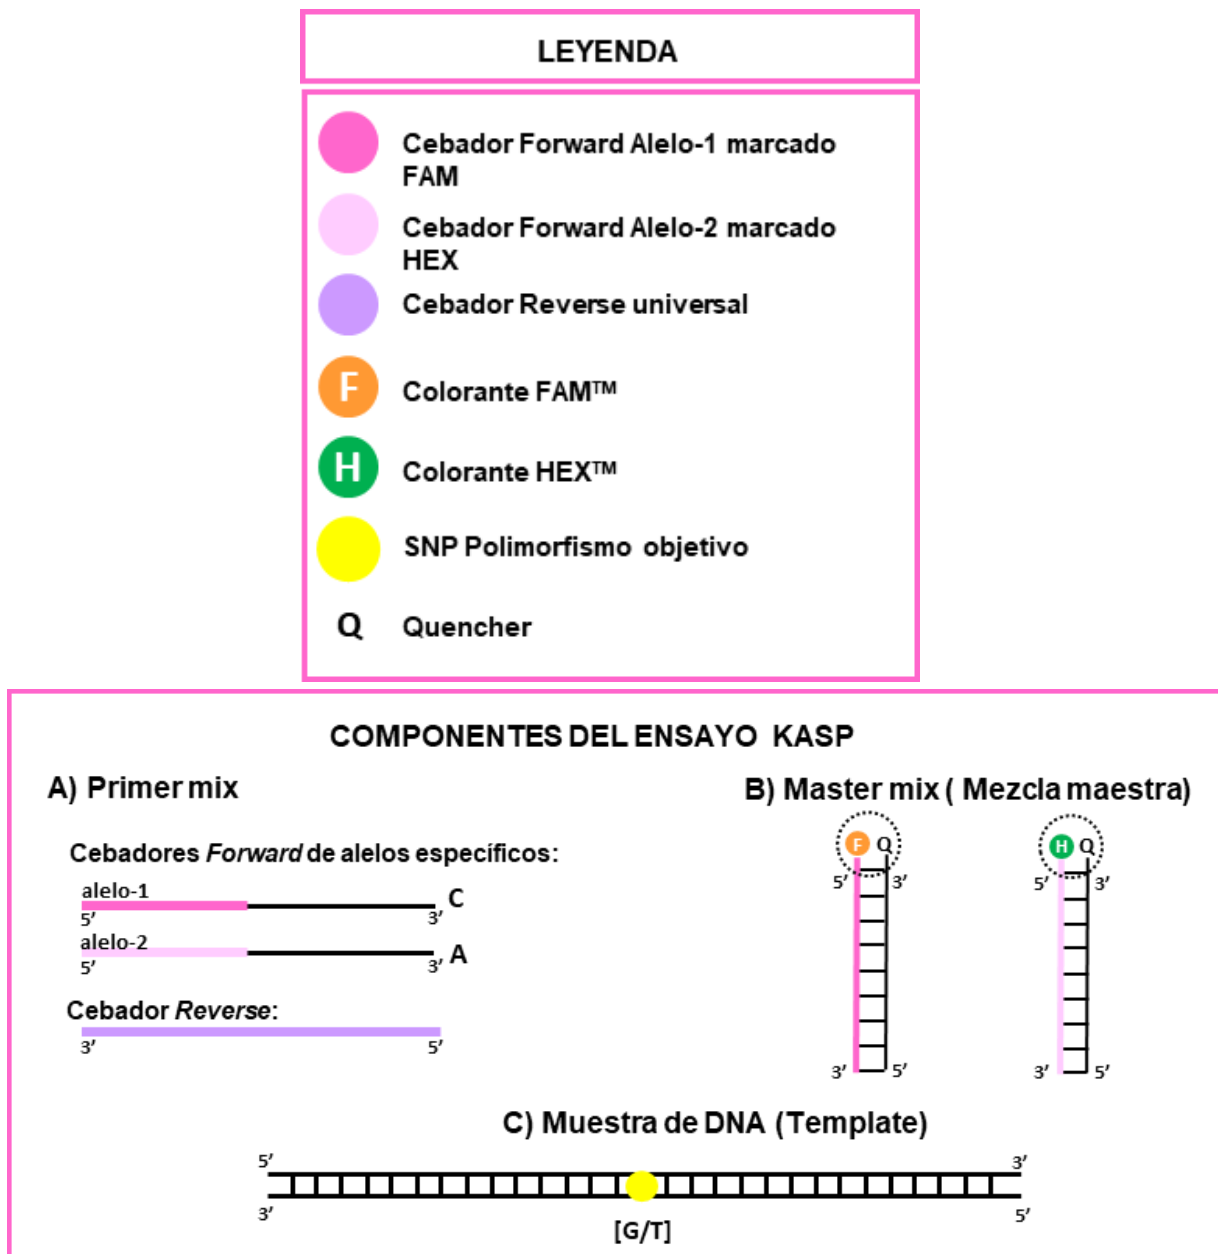 LEYENDA
Cebador Forward Alelo-1 marcado
FAM
Cebador Forward Alelo-2 marcado
HEX
Cebador Reverse universal
F Colorante FAM™
H Colorante HEX™
SNP Polimorfismo objetivo
Q Quencher
COMPONENTES DEL ENSAYO KASP
A) Primer mix
B) Master mix ( Mezcla maestra)
Cebadores Forward de alelos específicos:
alelo-1
5’ 3’ C
alelo-2
5’ 3’ A
Cebador Reverse:
3’ 5’
F Q
5’ 3’
3’ 5’
H Q
5’ 3’
3’ 5’
C) Muestra de DNA (Template)
5’ 3’
3’ 5’
[G/T]